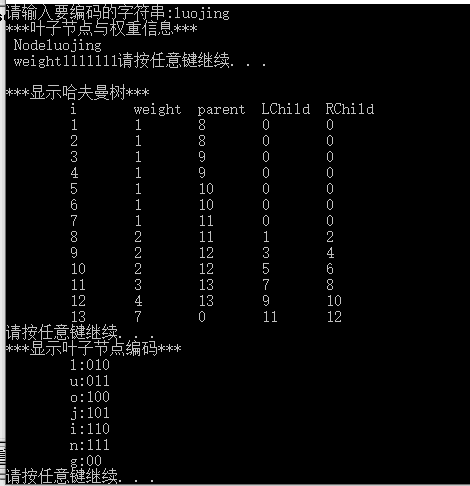 请输入要编码的字符串:luojing
***叶子节点与权重信息***
Nodeluojing
weight1111111请按任意键继续. . .
***显示哈夫曼树***
i weight parent LChild RChild
1 1 8 0 0
2 1 8 0 0
3 1 9 0 0
4 1 9 0 0
5 1 10 0 0
6 1 10 0 0
7 1 11 0 0
8 2 11 1 2
9 2 12 3 4
10 2 12 5 6
11 3 13 7 8
12 4 13 9 10
13 7 0 11 12
请按任意键继续. . .
***显示叶子节点编码***
l:010
u:011
o:100
j:101
i:110
n:111
g:00
请按任意键继续. . .